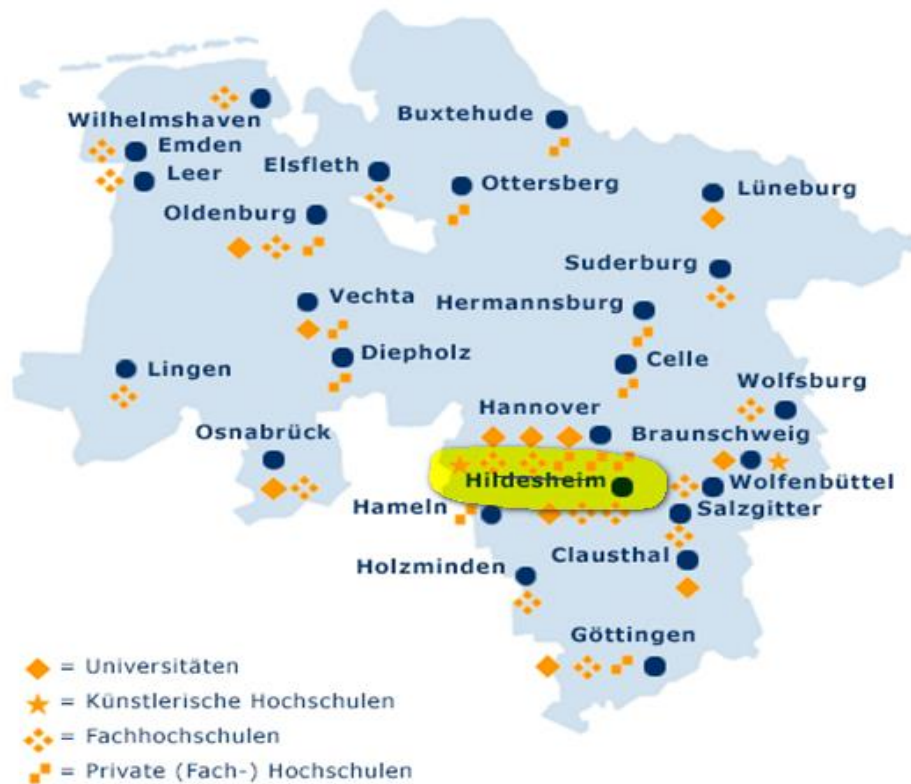 Wilhelmshaven
Buxtehude
Emden
Elsfleth
Leer
Ottersberg
Lüneburg
Oldenburg
Suderburg
Vechta
Hermannsburg
Diepholz
Celle
Lingen
Wolfsburg
Hannover
Osnabrück
Braunschweig
Hildesheim
Wolfenbüttel
Hameln
Salzgitter
Clausthal
Holzminden
Göttingen
= Universitäten
= Künstlerische Hochschulen
= Fachhochschulen
= Private (Fach-) Hochschulen